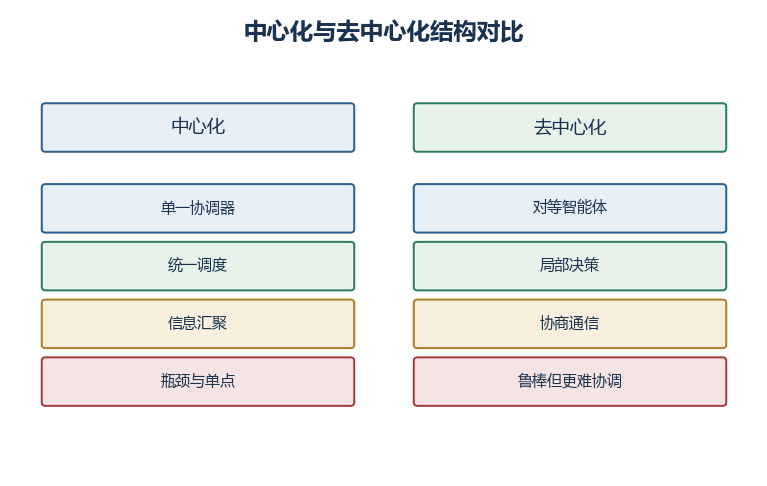 中心化与去中心化结构对比
中心化
去中心化
单一协调器
对等智能体
统一调度
局部决策
信息汇聚
协商通信
瓶颈与单点
鲁棒但更难协调